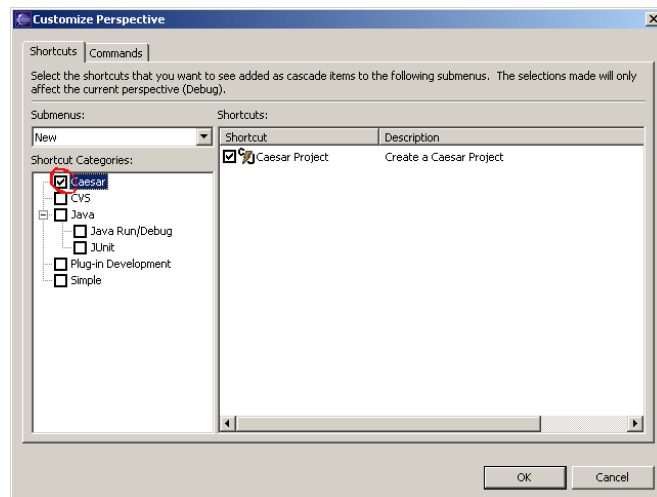 Customize Perspective
Shortcuts Commands
Select the shortcuts that you want to see added as cascade items to the following submenus. The selections made will only
affect the current perspective (Debug).
Submenus:
New
Shortcut Categories:
Caesar
CVS
Java
Java Run/Debug
JUnit
Plug-in Development
Simple
Shortcuts:
Shortcut Description
Caesar Project Create a Caesar Project
OK Cancel